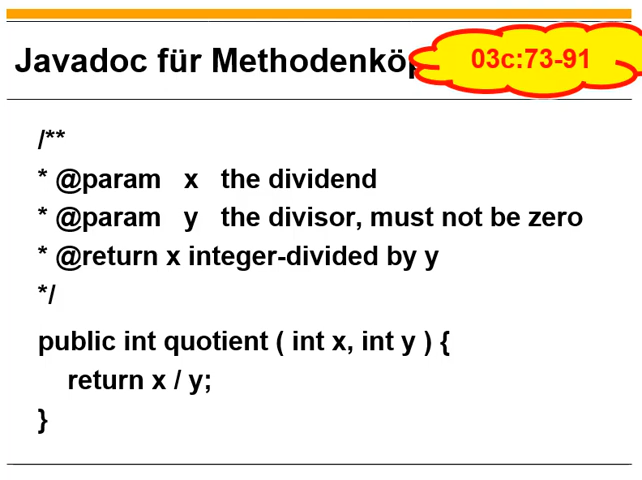 Javadoc für Methodenköp
03c:73-91
/**
* @param x the dividend
* @param y the divisor, must not be zero
* @return x integer-divided by y
*/
public int quotient ( int x, int y ) {
return x / y;
}